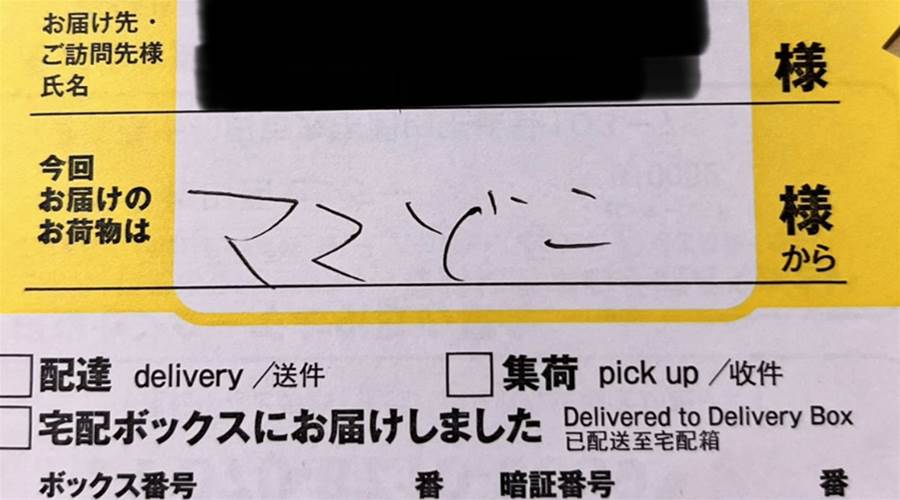 お届け先・
ご訪問先様
氏名
様
今回
お届けの
お荷物は
ママどこ
様
から
配達 delivery／送件
集荷 pick up／收件
宅配ボックスにお届けしました Delivered to Delivery Box
已配送至宅配箱
ボックス番号 番 暗証番号 番